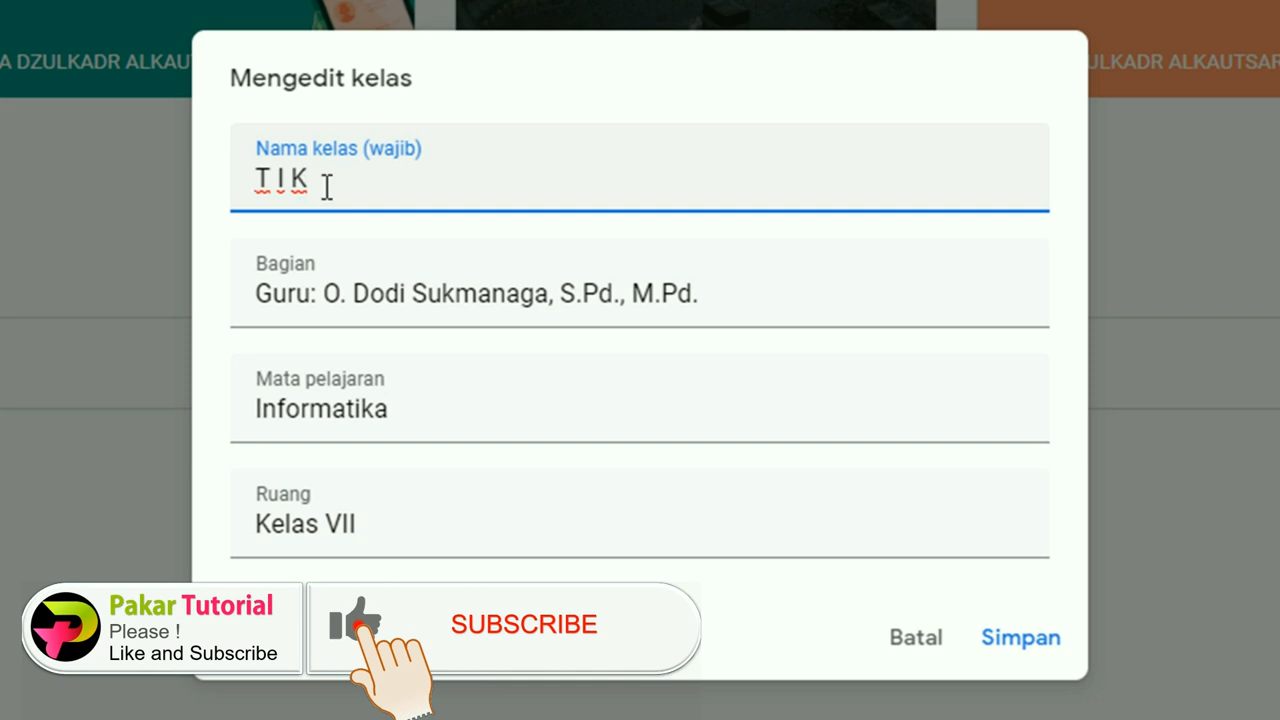 A DZULKADR ALKAU
ULKADR ALKAUTSAR
Mengedit kelas
Nama kelas (wajib)
T I K
Bagian
Guru: O. Dodi Sukmanaga, S.Pd., M.Pd.
Mata pelajaran
Informatika
Ruang
Kelas VII
Batal
Simpan
Pakar Tutorial
Please !
Like and Subscribe
SUBSCRIBE